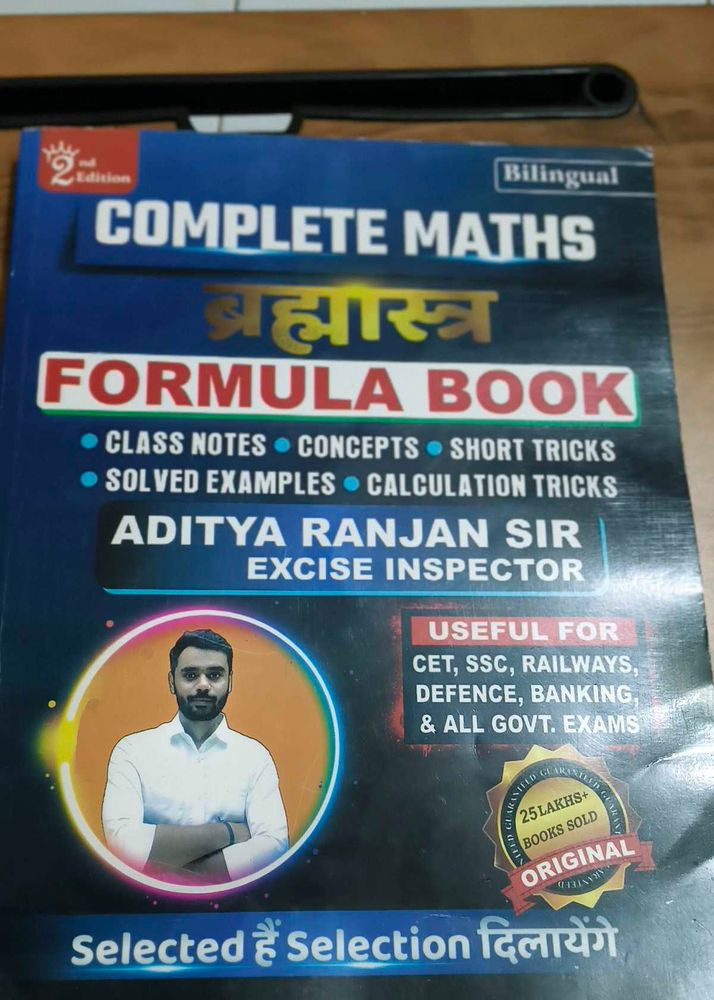 2nd Edition
Bilingual
COMPLETE MATHS
ब्रह्मास्त्र
FORMULA BOOK
• CLASS NOTES • CONCEPTS • SHORT TRICKS
• SOLVED EXAMPLES • CALCULATION TRICKS
ADITYA RANJAN SIR
EXCISE INSPECTOR
USEFUL FOR
CET, SSC, RAILWAYS,
DEFENCE, BANKING,
& ALL GOVT. EXAMS
GUARANTEED
25 LAKHS+
BOOKS SOLD
ORIGINAL
Selected हैं Selection दिलायेंगे